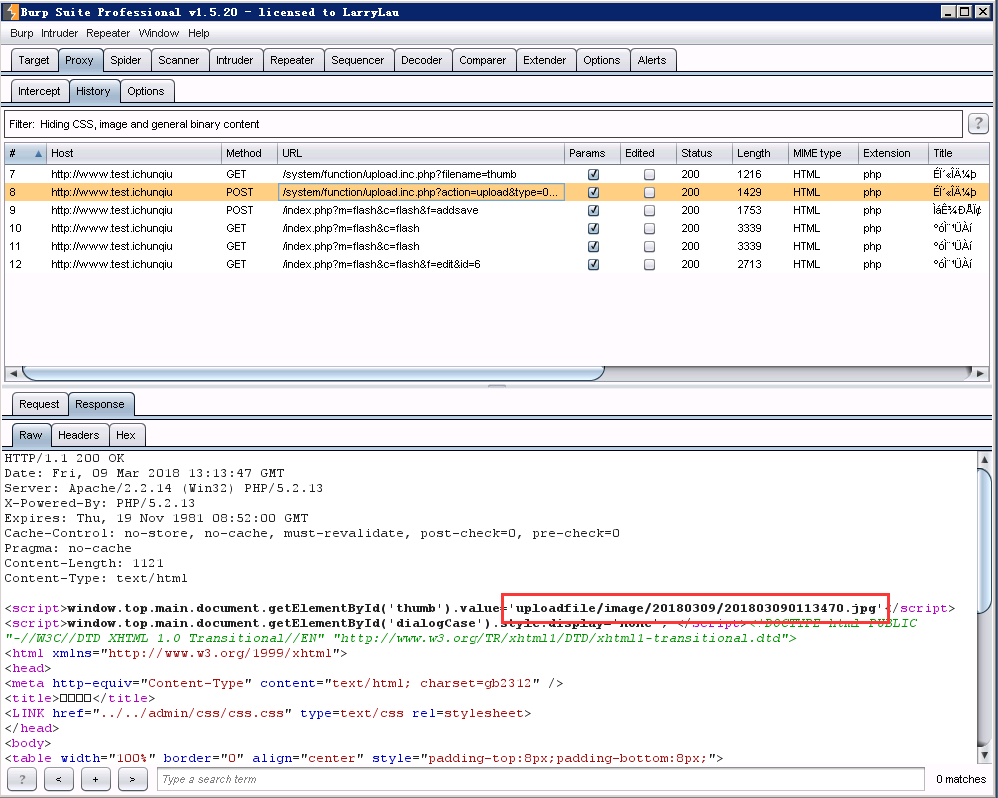 Burp Suite Professional v1.5.20 - licensed to LarryLau
Burp Intruder Repeater Window Help
Target Proxy Spider Scanner Intruder Repeater Sequencer Decoder Comparer Extender Options Alerts
Intercept History Options
Filter: Hiding CSS, image and general binary content ?
# Host Method URL Params Edited Status Length MIME type Extension Title
7 http://www.test.ichunqiu GET /system/function/upload.inc.php?filename=thumb 200 1216 HTML php
8 http://www.test.ichunqiu POST /system/function/upload.inc.php?action=upload&type=0... 200 1429 HTML php
9 http://www.test.ichunqiu POST /index.php?m=flash&c=flash&f=addsave 200 1753 HTML php
10 http://www.test.ichunqiu GET /index.php?m=flash&c=flash 200 3339 HTML php
11 http://www.test.ichunqiu GET /index.php?m=flash&c=flash 200 3339 HTML php
12 http://www.test.ichunqiu GET /index.php?m=flash&c=flash&f=edit&id=6 200 2713 HTML php
Request Response
Raw Headers Hex
HTTP/1.1 200 OK
Date: Fri, 09 Mar 2018 13:13:47 GMT
Server: Apache/2.2.14 (Win32) PHP/5.2.13
X-Powered-By: PHP/5.2.13
Expires: Thu, 19 Nov 1981 08:52:00 GMT
Cache-Control: no-store, no-cache, must-revalidate, post-check=0, pre-check=0
Pragma: no-cache
Content-Length: 1121
Content-Type: text/html
<script>window.top.main.document.getElementById('thumb').value='uploadfile/image/20180309/201803090113470.jpg'</script>
<script>window.top.main.document.getElementById('dialogCase').style.display='none'; </script><!DOCTYPE html PUBLIC
"-//W3C//DTD XHTML 1.0 Transitional//EN" "http://www.w3.org/TR/xhtml1/DTD/xhtml1-transitional.dtd">
<html xmlns="http://www.w3.org/1999/xhtml">
<head>
<meta http-equiv="Content-Type" content="text/html; charset=gb2312" />
<title>□□□□</title>
<LINK href="../../admin/css/css.css" type=text/css rel=stylesheet>
</head>
<body>
<table width="100%" border="0" align="center" style="padding-top:8px;padding-bottom:8px;">
? < + > Type a search term 0 matches